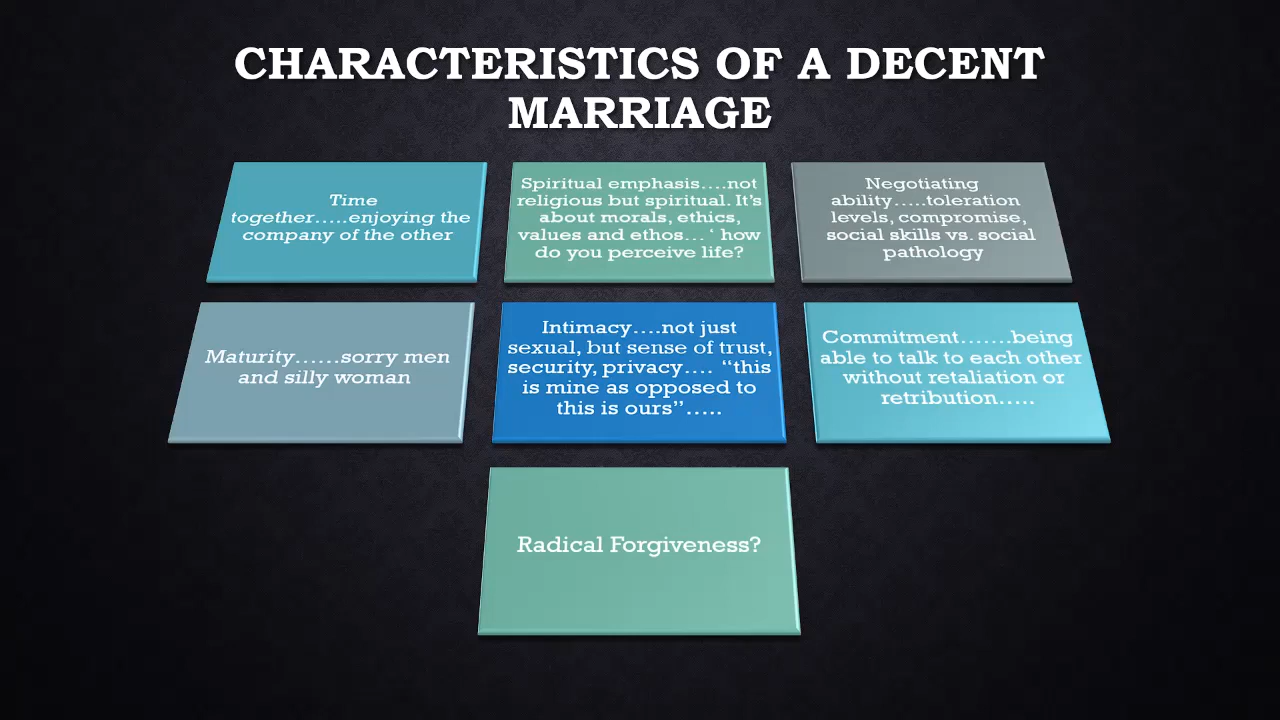 CHARACTERISTICS OF A DECENT
MARRIAGE
Time
together…..enjoying the
company of the other
Spiritual emphasis….not
religious but spiritual. It’s
about morals, ethics,
values and ethos… ‘ how
do you perceive life?
Negotiating
ability…..toleration
levels, compromise,
social skills vs. social
pathology
Maturity……sorry men
and silly woman
Intimacy….not just
sexual, but sense of trust,
security, privacy…. “this
is mine as opposed to
this is ours”…..
Commitment…….being
able to talk to each other
without retaliation or
retribution…..
Radical Forgiveness?